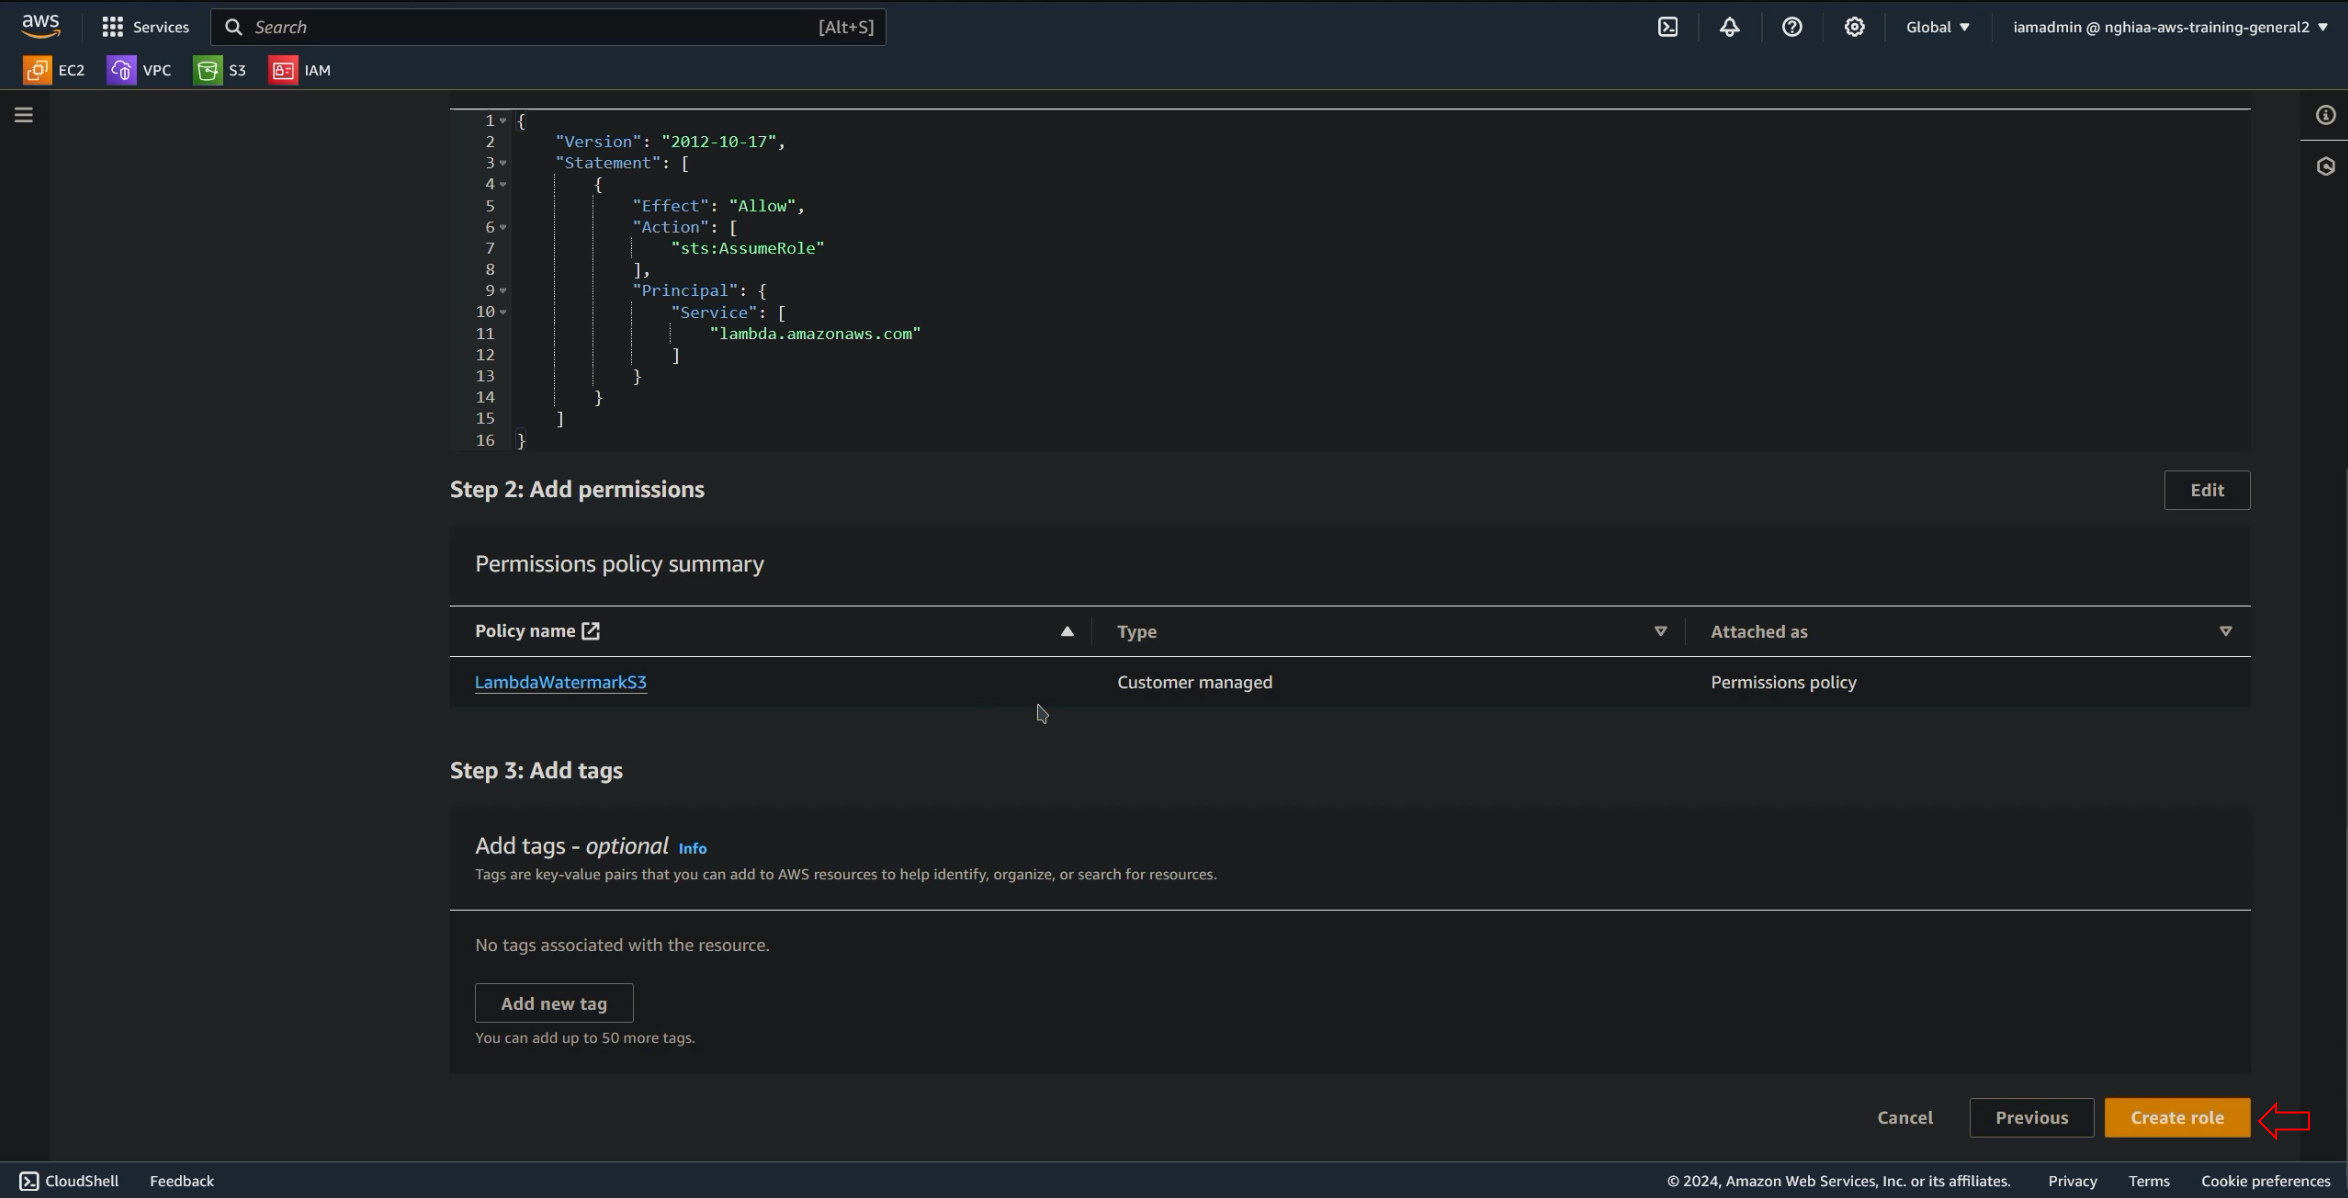 aws
Services
Search
[Alt+S]
Global
iamadmin @ nghiaa-aws-training-general2
EC2
VPC
S3
IAM
1 {
2 "Version": "2012-10-17",
3 "Statement": [
4 {
5 "Effect": "Allow",
6 "Action": [
7 "sts:AssumeRole"
8 ],
9 "Principal": {
10 "Service": [
11 "lambda.amazonaws.com"
12 ]
13 }
14 }
15 ]
16 }
Step 2: Add permissions
Edit
Permissions policy summary
Policy name
Type
Attached as
LambdaWatermarkS3
Customer managed
Permissions policy
Step 3: Add tags
Add tags - optional Info
Tags are key-value pairs that you can add to AWS resources to help identify, organize, or search for resources.
No tags associated with the resource.
Add new tag
You can add up to 50 more tags.
Cancel
Previous
Create role
CloudShell
Feedback
© 2024, Amazon Web Services, Inc. or its affiliates.
Privacy
Terms
Cookie preferences